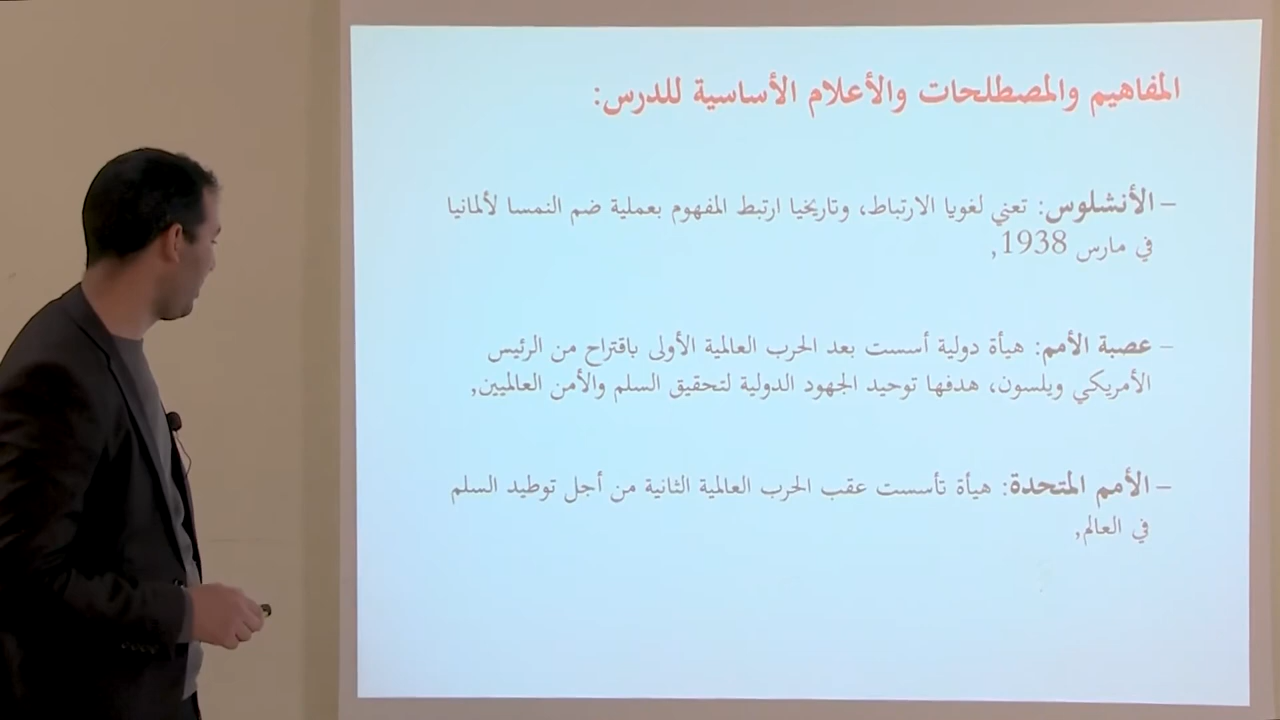 المفاهيم والمصطلحات والأعلام الأساسية للدرس:
– الأنشلوس: تعني لغويا الارتباط، وتاريخيا ارتبط المفهوم بعملية ضم النمسا لألمانيا
في مارس 1938,
– عصبة الأمم: هيأة دولية أسست بعد الحرب العالمية الأولى باقتراح من الرئيس
الأمريكي ويلسون، هدفها توحيد الجهود الدولية لتحقيق السلم والأمن العالميين,
– الأمم المتحدة: هيأة تأسست عقب الحرب العالمية الثانية من أجل توطيد السلم
في العالم,